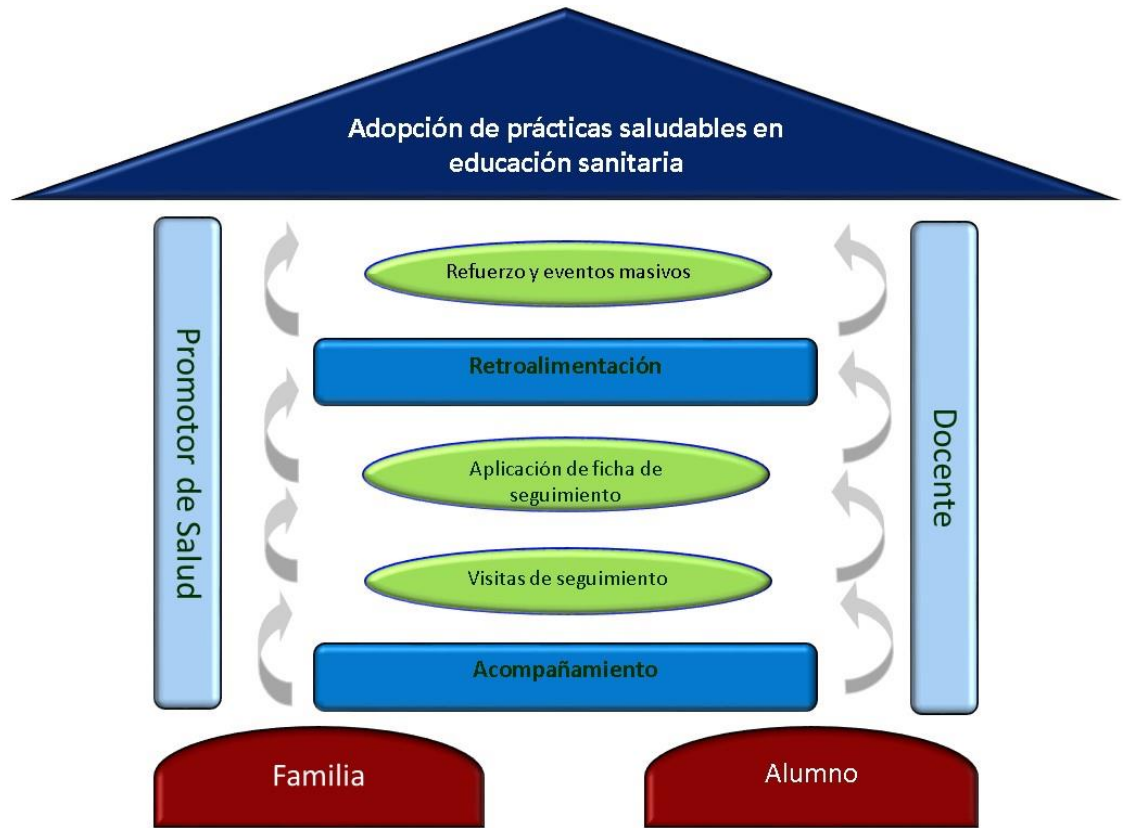 Adopción de prácticas saludables en
educación sanitaria
Promotor de Salud
Refuerzo y eventos masivos
Retroalimentación
Aplicación de ficha de
seguimiento
Visitas de seguimiento
Acompañamiento
Docente
Familia
Alumno